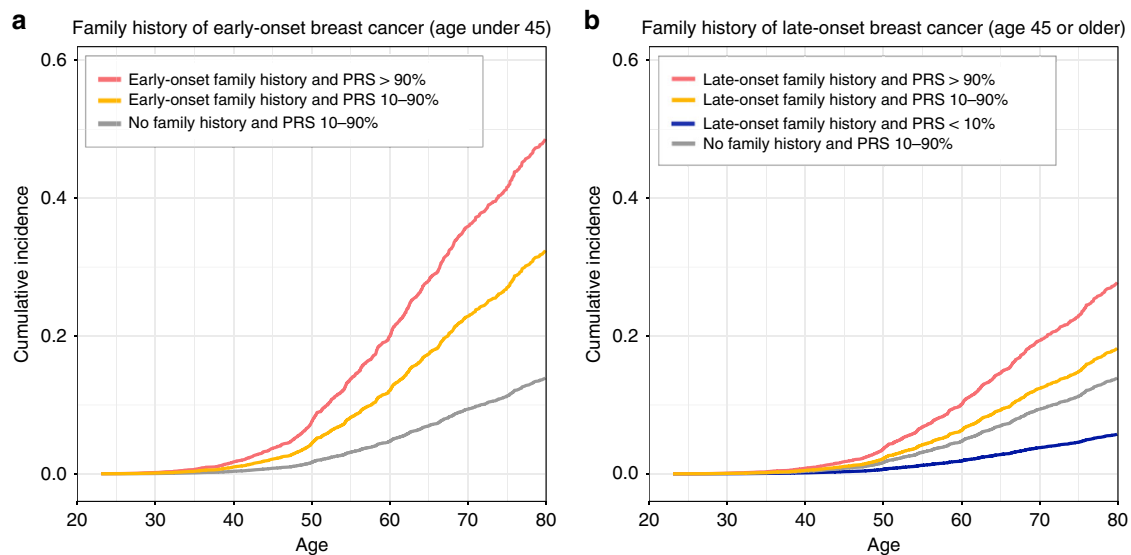 a
Family history of early-onset breast cancer (age under 45)
0.6
0.4
0.2
0.0
Cumulative incidence
Early-onset family history and PRS > 90%
Early-onset family history and PRS 10–90%
No family history and PRS 10–90%
20 30 40 50 60 70 80
Age
b
Family history of late-onset breast cancer (age 45 or older)
0.6
0.4
0.2
0.0
Cumulative incidence
Late-onset family history and PRS > 90%
Late-onset family history and PRS 10–90%
Late-onset family history and PRS < 10%
No family history and PRS 10–90%
20 30 40 50 60 70 80
Age